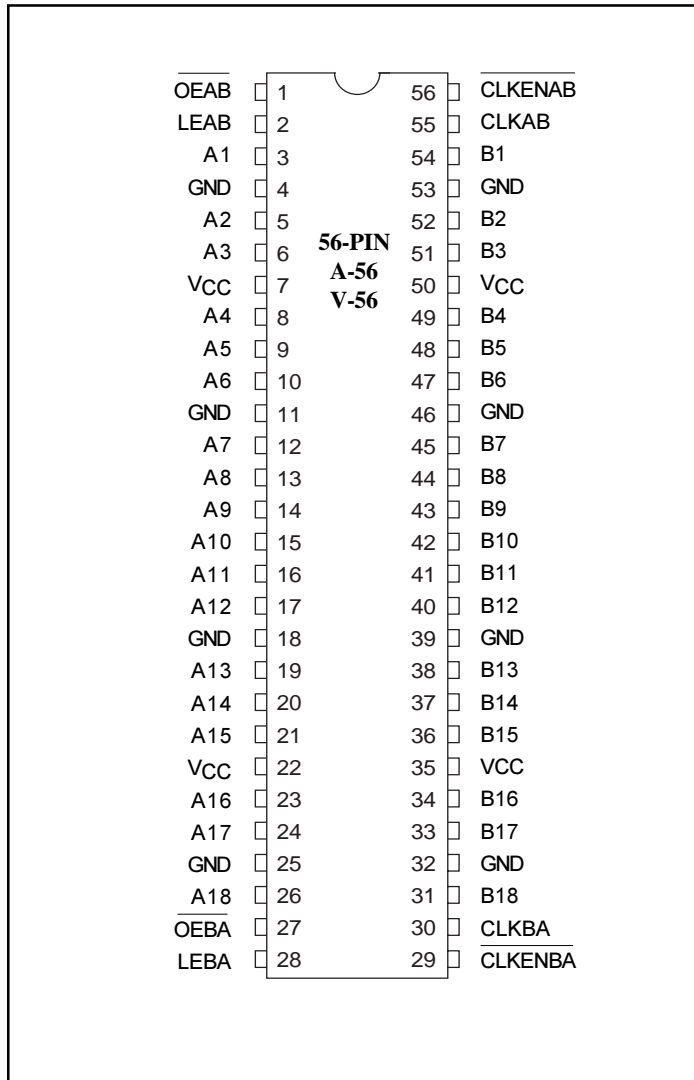 OEAB 1 56 CLKENAB
LEAB 2 55 CLKAB
A1 3 54 B1
GND 4 53 GND
A2 5 52 B2
A3 6 56-PIN 51 B3
VCC 7 A-56 50 VCC
A4 8 V-56 49 B4
A5 9 48 B5
A6 10 47 B6
GND 11 46 GND
A7 12 45 B7
A8 13 44 B8
A9 14 43 B9
A10 15 42 B10
A11 16 41 B11
A12 17 40 B12
GND 18 39 GND
A13 19 38 B13
A14 20 37 B14
A15 21 36 B15
VCC 22 35 VCC
A16 23 34 B16
A17 24 33 B17
GND 25 32 GND
A18 26 31 B18
OEBA 27 30 CLKBA
LEBA 28 29 CLKENBA